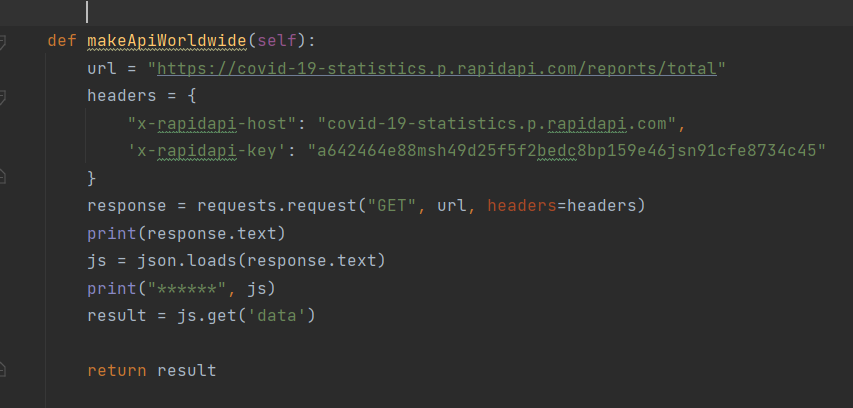 def makeApiWorldwide(self):
url = "https://covid-19-statistics.p.rapidapi.com/reports/total"
headers = {
"x-rapidapi-host": "covid-19-statistics.p.rapidapi.com",
'x-rapidapi-key': "a642464e88msh49d25f5f2bedc8bp159e46jsn91cfe8734c45"
}
response = requests.request("GET", url, headers=headers)
print(response.text)
js = json.loads(response.text)
print("******", js)
result = js.get('data')
return result